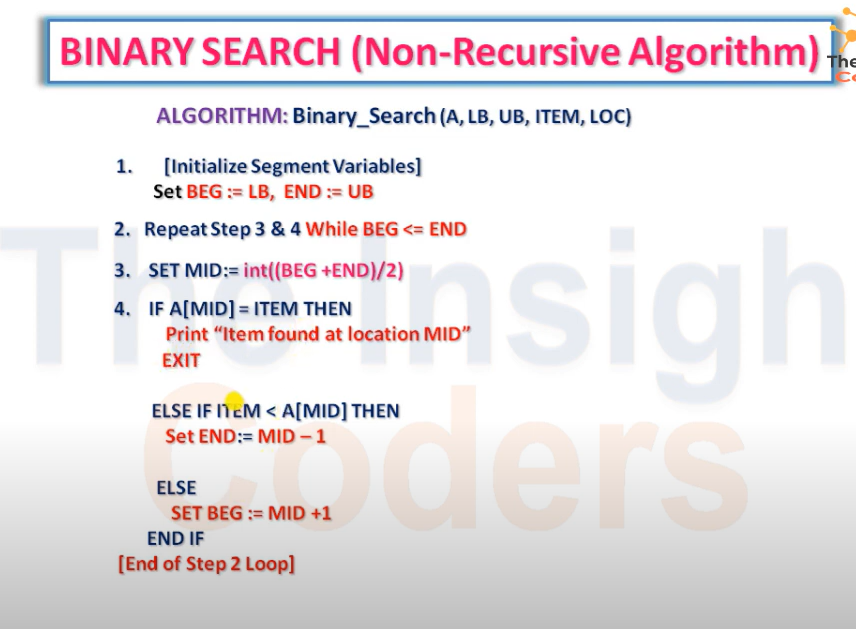 BINARY SEARCH (Non-Recursive Algorithm)
The
ALGORITHM: Binary_Search (A, LB, UB, ITEM, LOC)
1. [Initialize Segment Variables]
Set BEG := LB, END := UB
2. Repeat Step 3 & 4 While BEG <= END
3. SET MID:= int((BEG +END)/2)
4. IF A[MID] = ITEM THEN
Print “Item found at location MID”
EXIT
ELSE IF ITEM < A[MID] THEN
Set END:= MID – 1
ELSE
SET BEG := MID +1
END IF
[End of Step 2 Loop]
The Insigh
Coders